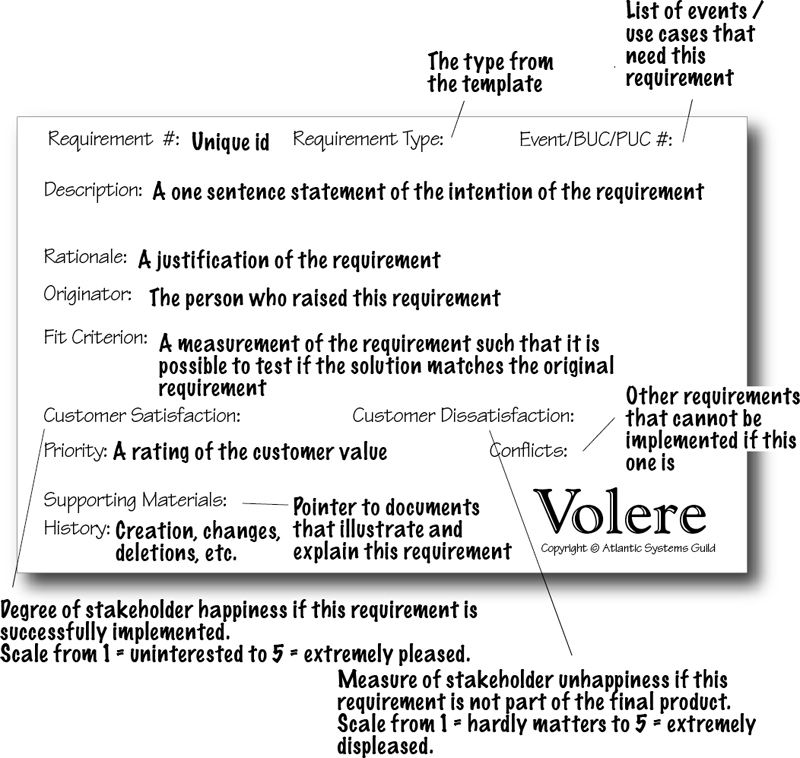 List of events /
use cases that
need this
requirement
The type from
the template
Requirement #: Unique id Requirement Type: Event/BUC/PUC #:
Description: A one sentence statement of the intention of the requirement
Rationale: A justification of the requirement
Originator: The person who raised this requirement
Fit Criterion: A measurement of the requirement such that it is
possible to test if the solution matches the original
requirement
Customer Satisfaction: Customer Dissatisfaction:
Priority: A rating of the customer value Conflicts:
Other requirements
that cannot be
implemented if this
one is
Supporting Materials: Pointer to documents
that illustrate and
explain this requirement
History: Creation, changes,
deletions, etc.
Volere
Copyright © Atlantic Systems Guild
Degree of stakeholder happiness if this requirement is
successfully implemented.
Scale from 1 = uninterested to 5 = extremely pleased.
Measure of stakeholder unhappiness if this
requirement is not part of the final product.
Scale from 1 = hardly matters to 5 = extremely
displeased.